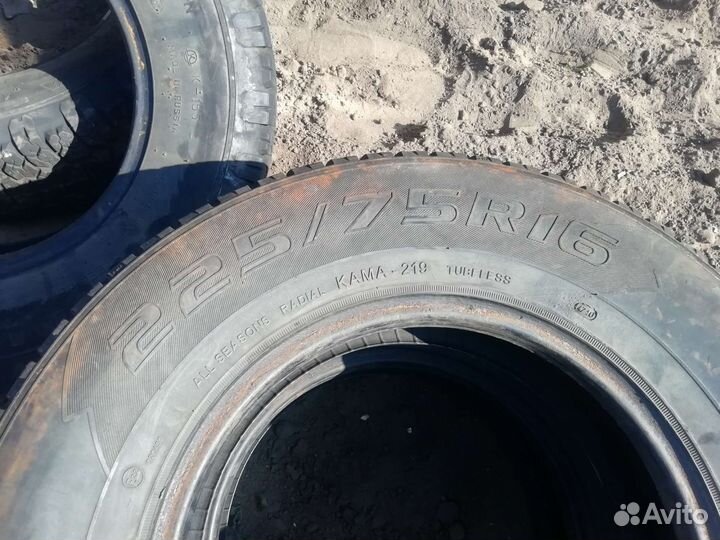 225/75R16
ALL SEASONS RADIAL KAMA-219 TUBELESS
Avito